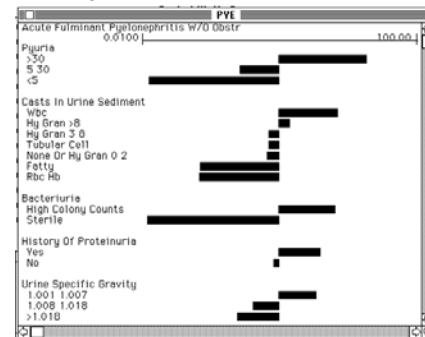 PYE
Acute Fulminant Pyelonephritis W/O Obstr
0.0100 100.00
Pyuria
>30
5 30
<5
Casts In Urine Sediment
Wbc
Hy Gran >8
Hy Gran 3 8
Tubular Cell
None Or Hy Gran 0 2
Fatty
Rbc Hb
Bacteriuria
High Colony Counts
Sterile
History Of Proteinuria
Yes
No
Urine Specific Gravity
1.001 1.007
1.008 1.018
>1.018